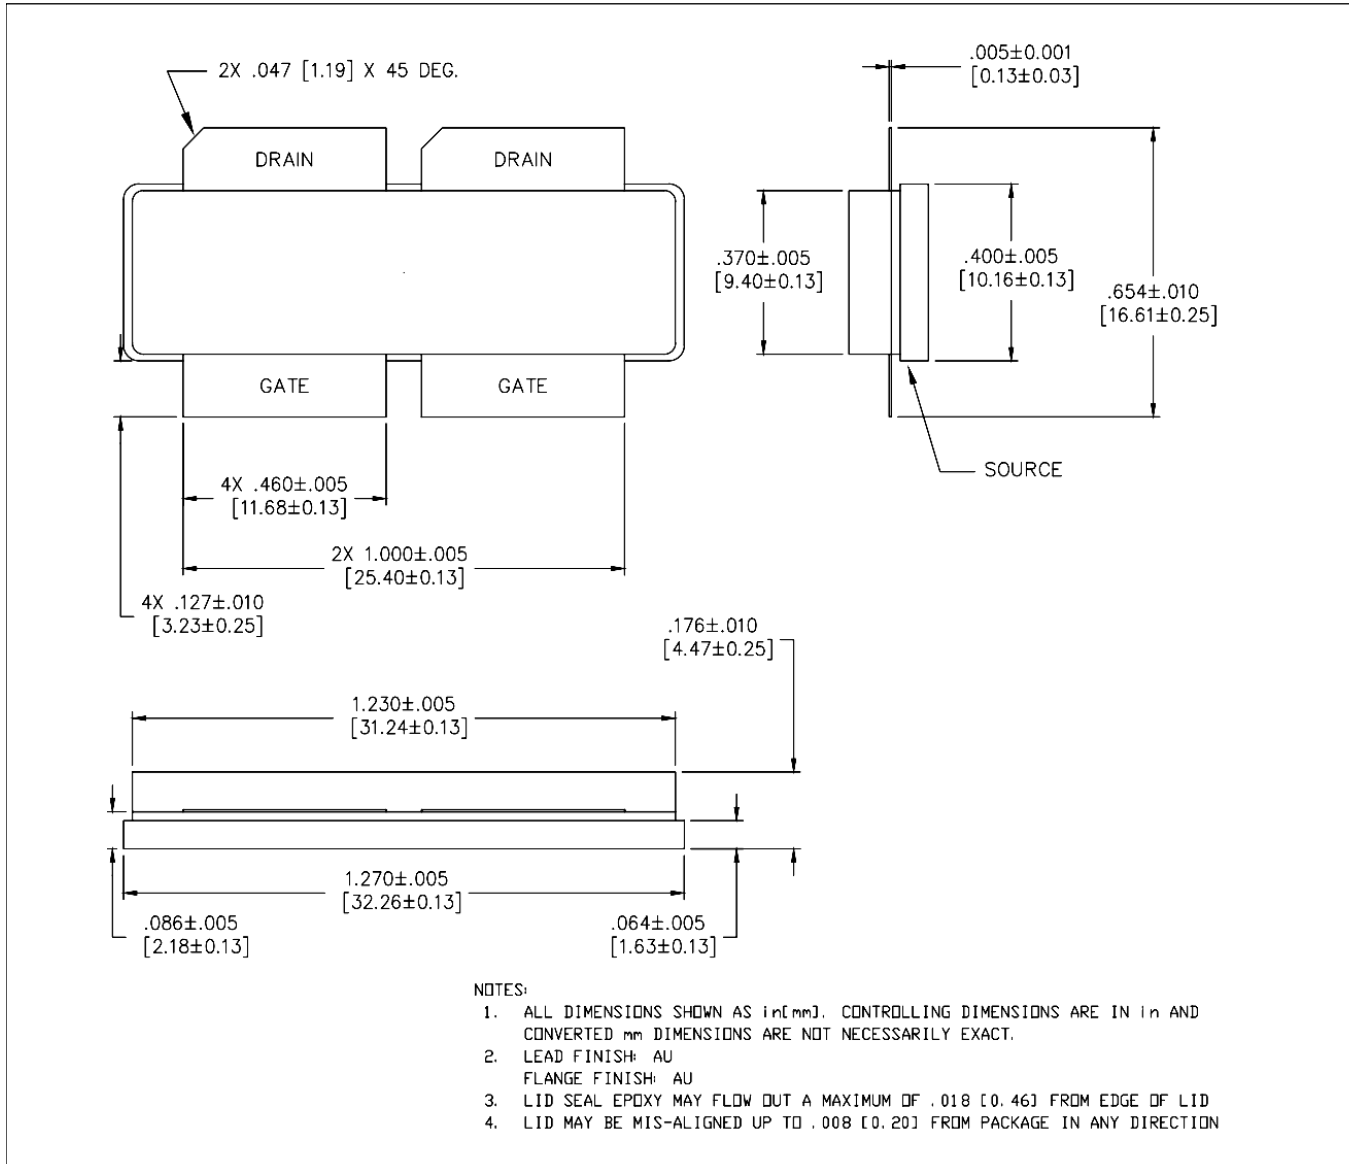 2X .047 [1.19] X 45 DEG.
.005±0.001
[0.13±0.03]
DRAIN
DRAIN
.370±.005
[9.40±0.13]
.400±.005
[10.16±0.13]
.654±.010
[16.61±0.25]
GATE
GATE
SOURCE
4X .460±.005
[11.68±0.13]
2X 1.000±.005
[25.40±0.13]
4X .127±.010
[3.23±0.25]
.176±.010
[4.47±0.25]
1.230±.005
[31.24±0.13]
1.270±.005
[32.26±0.13]
.086±.005
[2.18±0.13]
.064±.005
[1.63±0.13]
NOTES:
1. ALL DIMENSIONS SHOWN AS in[mm]. CONTROLLING DIMENSIONS ARE IN in AND
CONVERTED mm DIMENSIONS ARE NOT NECESSARILY EXACT.
2. LEAD FINISH: AU
FLANGE FINISH: AU
3. LID SEAL EPOXY MAY FLOW OUT A MAXIMUM OF .018 [0.46] FROM EDGE OF LID
4. LID MAY BE MIS-ALIGNED UP TO .008 [0.20] FROM PACKAGE IN ANY DIRECTION